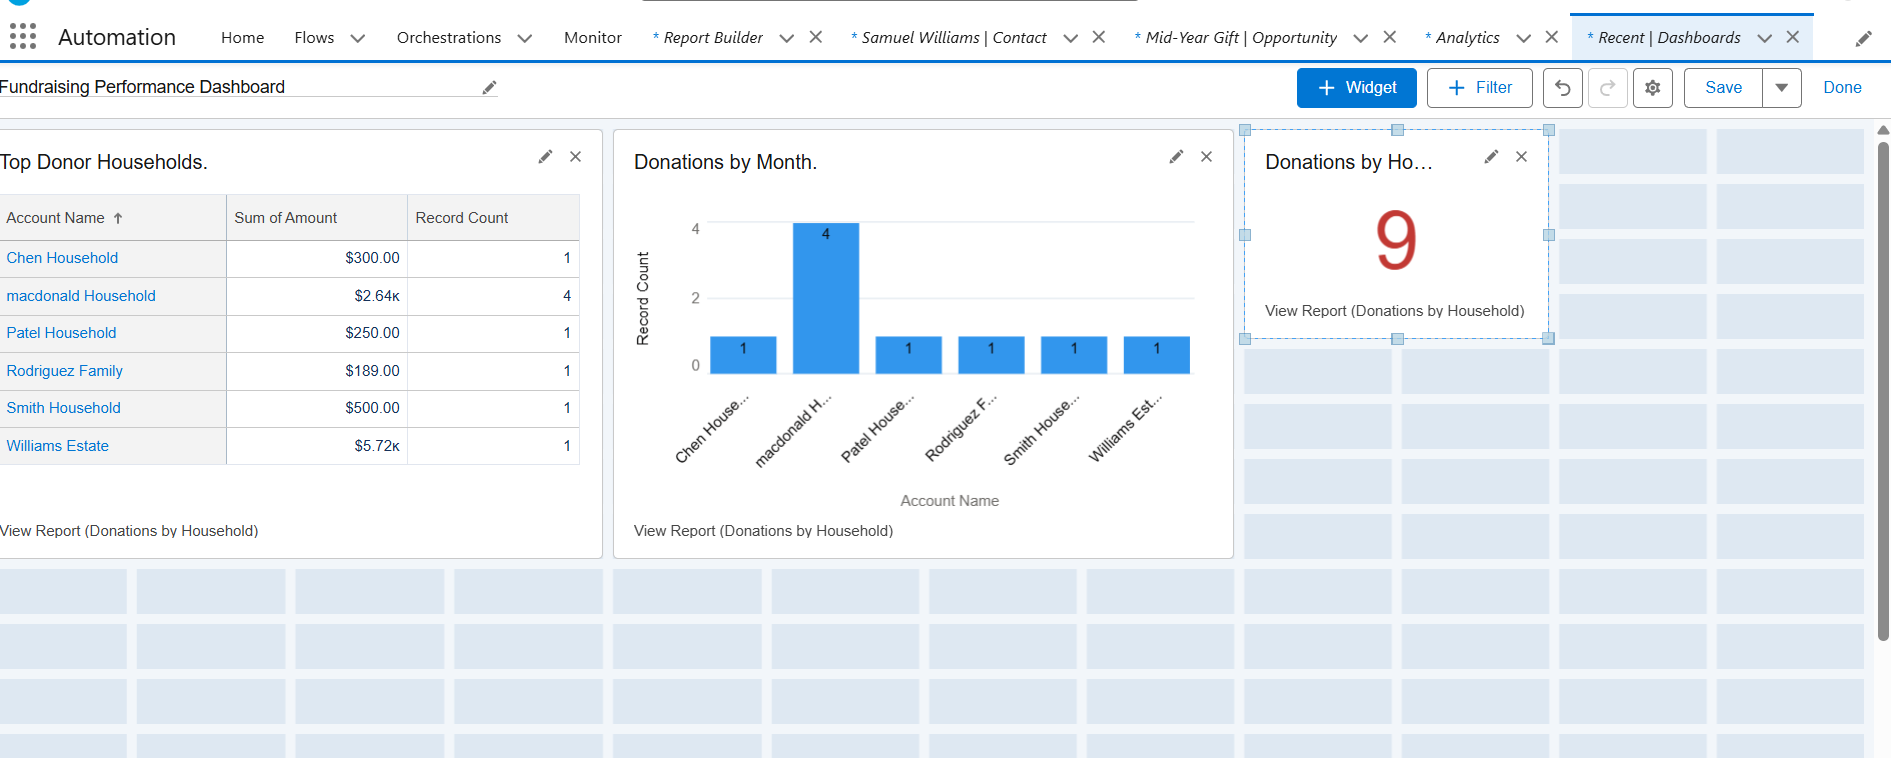 Automation Home Flows Orchestrations Monitor * Report Builder * Samuel Williams | Contact * Mid-Year Gift | Opportunity * Analytics * Recent | Dashboards
Fundraising Performance Dashboard
+ Widget + Filter Save Done
Top Donor Households.
Account Name ↑ Sum of Amount Record Count
Chen Household $300.00 1
macdonald Household $2.64K 4
Patel Household $250.00 1
Rodriguez Family $189.00 1
Smith Household $500.00 1
Williams Estate $5.72K 1
View Report (Donations by Household)
Donations by Month.
Record Count
4
2
0
1 4 1 1 1 1
Chen House... macdonald H... Patel House... Rodriguez F... Smith House... Williams Est...
Account Name
View Report (Donations by Household)
Donations by Ho...
9
View Report (Donations by Household)